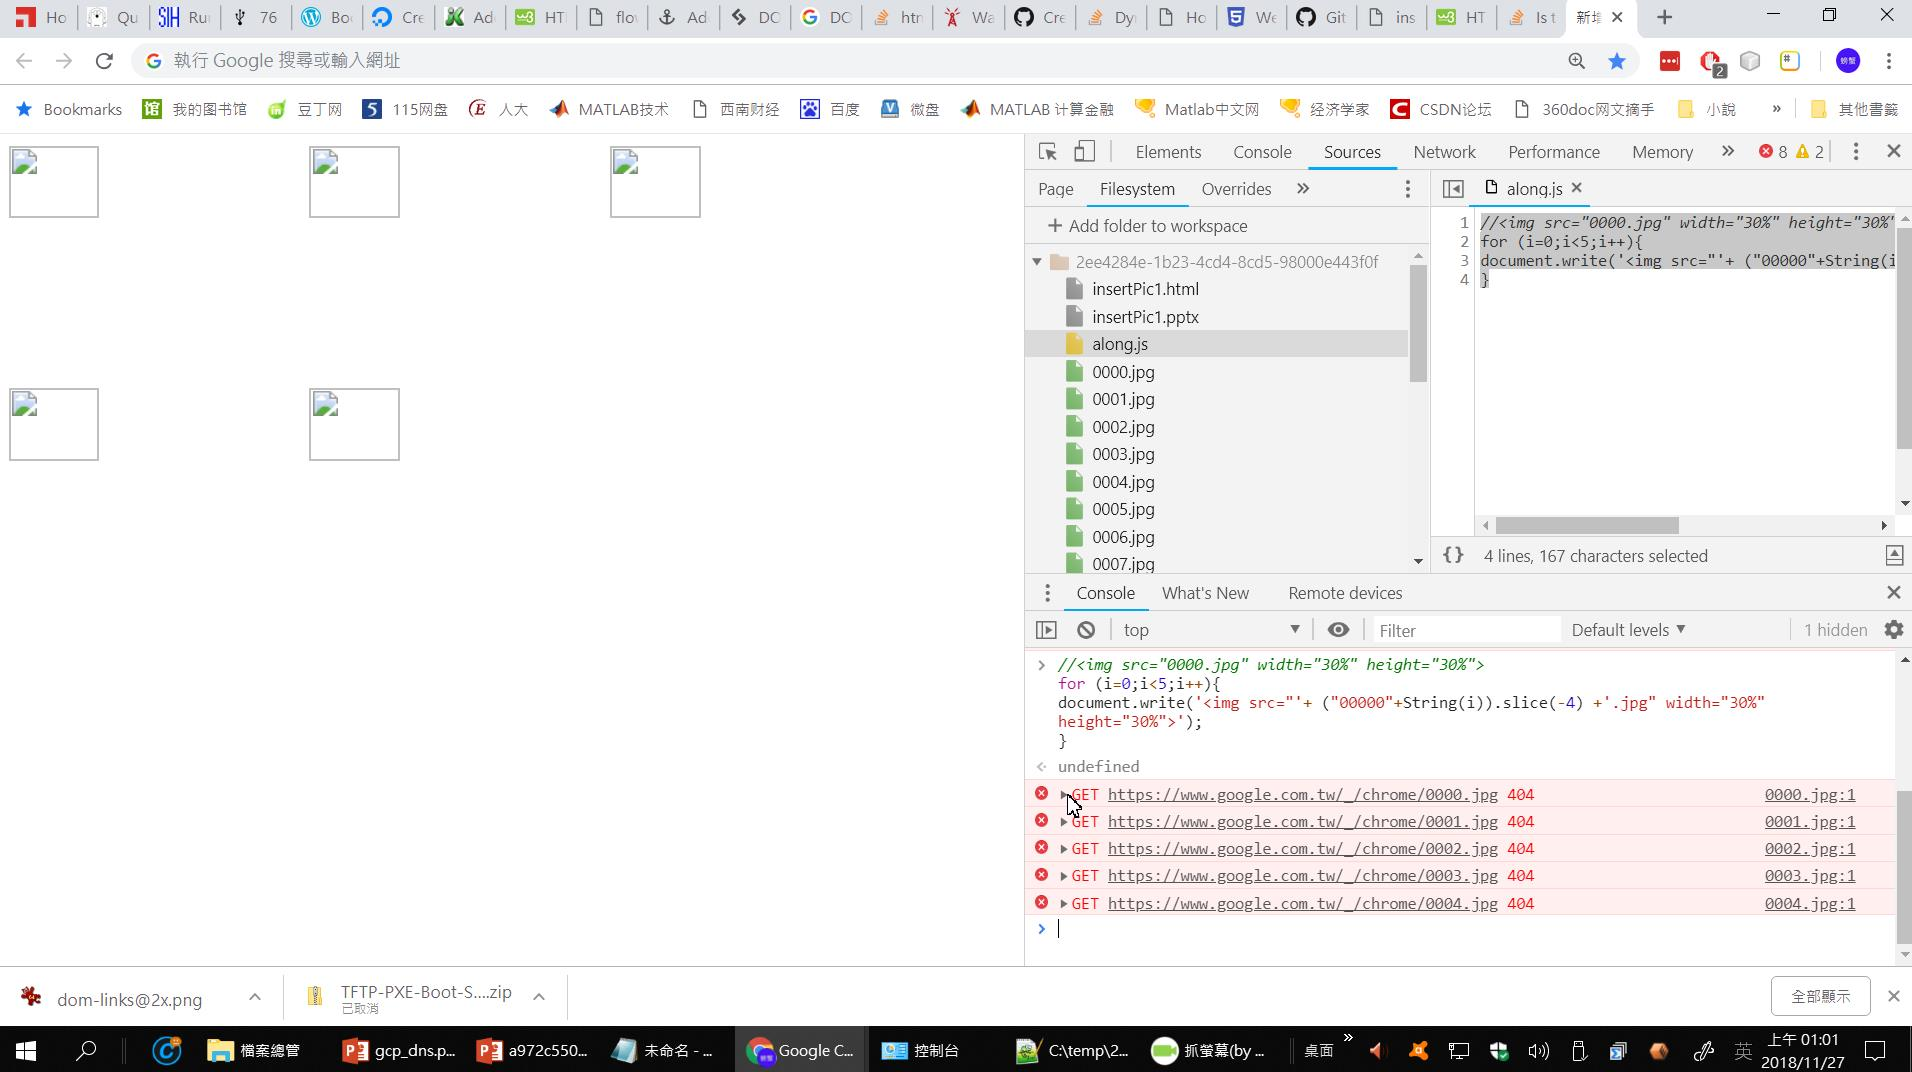 Ho
Qu
Ru
76
Bo
Cre
Ad
HT
flo
Ad
DO
DO
htn
Wa
Cre
Dyr
Ho
We
Git
ins
HT
Is t
新增
執行 Google 搜尋或輸入網址
2
Bookmarks
我的图书馆
豆丁网
115网盘
人大
MATLAB技术
西南财经
百度
微盘
MATLAB 计算金融
Matlab中文网
经济学家
CSDN论坛
360doc网文摘手
小說
»
其他書籤
Elements
Console
Sources
Network
Performance
Memory
»
8
2
Page
Filesystem
Overrides
»
along.js
Add folder to workspace
2ee4284e-1b23-4cd4-8cd5-98000e443f0f
insertPic1.html
insertPic1.pptx
along.js
0000.jpg
0001.jpg
0002.jpg
0003.jpg
0004.jpg
0005.jpg
0006.jpg
0007.jpg
1 //<img src="0000.jpg" width="30%" height="30%"
2 for (i=0;i<5;i++){
3 document.write('<img src="'+ ("00000"+String(i
4 }
{} 4 lines, 167 characters selected
Console
What's New
Remote devices
top
Filter
Default levels
1 hidden
//<img src="0000.jpg" width="30%" height="30%">
for (i=0;i<5;i++){
document.write('<img src="'+ ("00000"+String(i)).slice(-4) +'.jpg" width="30%"
height="30%">');
}
undefined
GET https://www.google.com.tw/_/chrome/0000.jpg 404 0000.jpg:1
GET https://www.google.com.tw/_/chrome/0001.jpg 404 0001.jpg:1
GET https://www.google.com.tw/_/chrome/0002.jpg 404 0002.jpg:1
GET https://www.google.com.tw/_/chrome/0003.jpg 404 0003.jpg:1
GET https://www.google.com.tw/_/chrome/0004.jpg 404 0004.jpg:1
dom-links@2x.png
TFTP-PXE-Boot-S....zip
已取消
全部顯示
檔案總管
gcp_dns.p...
a972c550...
未命名 - ...
Google C...
控制台
C:\temp\2...
抓螢幕(by ...
桌面
»
英
上午 01:01
2018/11/27